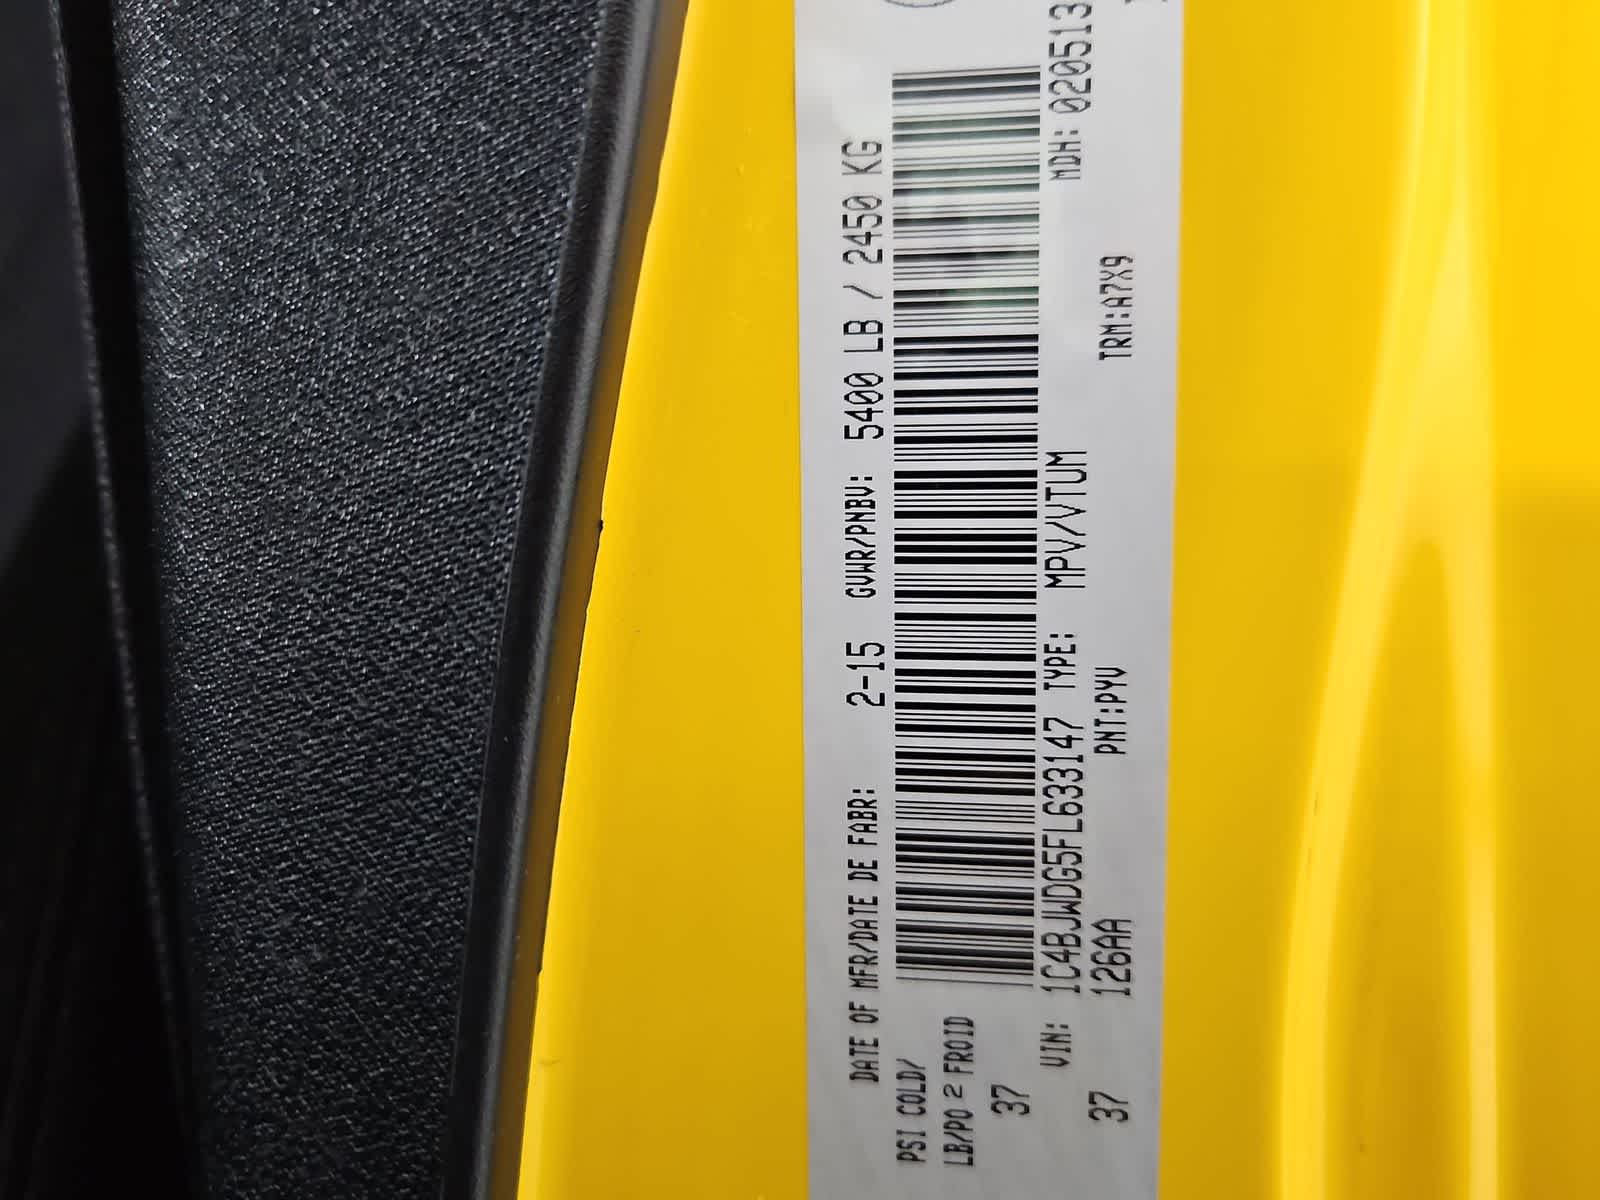 DATE OF MFR/DATE DE FABR: 2-15 GVWR/PNBV: 5400 LB / 2450 KG
PSI COLD/
LB/PO 2 FROID
37
VIN: 1C4BJWDG5FL633147 TYPE: MPV/VTUM MDH: 020513
37 126AA PNT:PYV TRM:A7X9